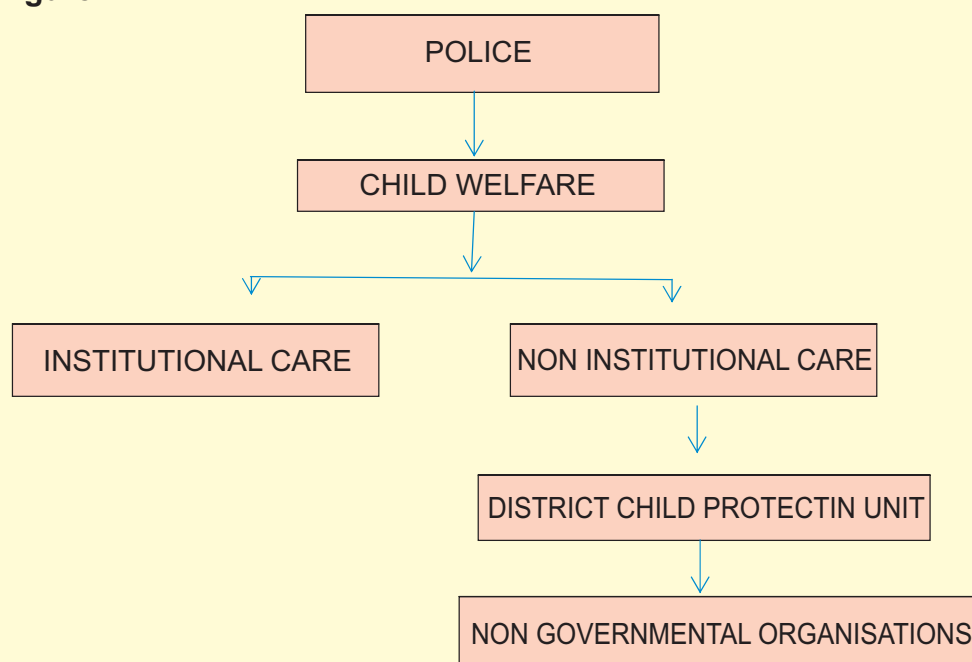 POLICE
CHILD WELFARE
INSTITUTIONAL CARE
NON INSTITUTIONAL CARE
DISTRICT CHILD PROTECTIN UNIT
NON GOVERNMENTAL ORGANISATIONS